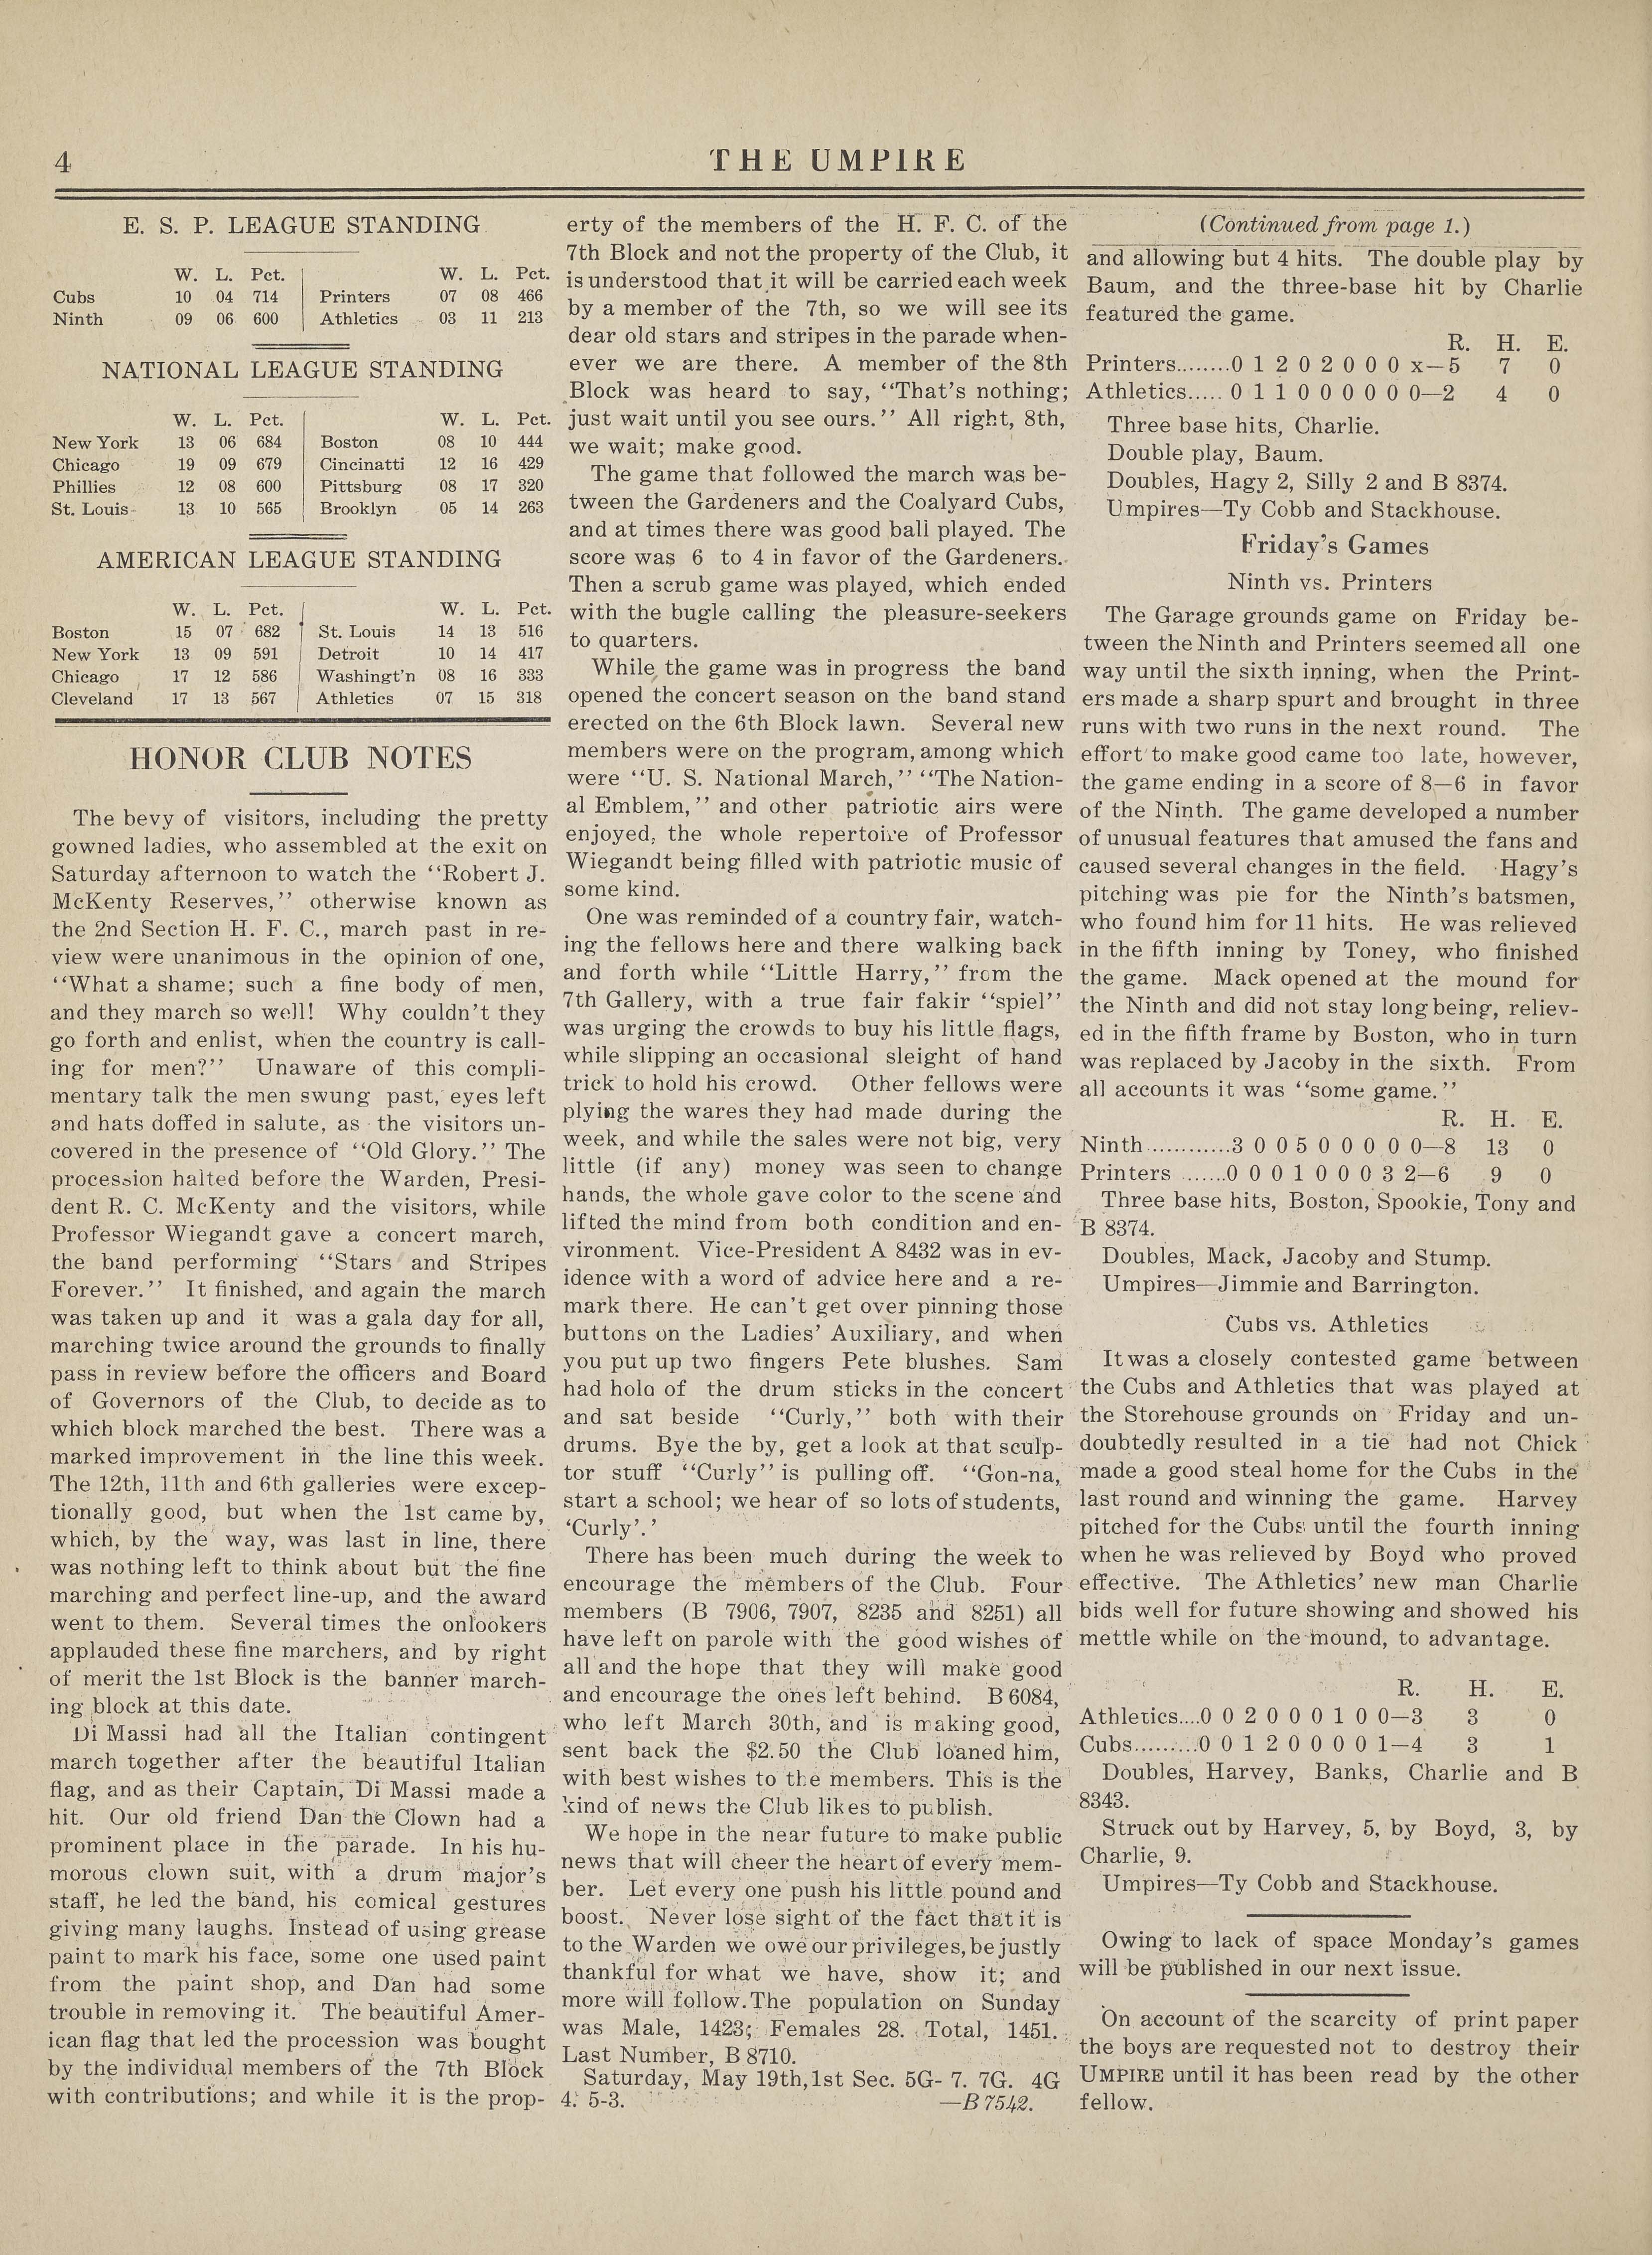 4
THE UMPIRE
E. S. P. LEAGUE STANDING
W. L. Pct. W. L. Pct.
Cubs 10 04 714 Printers 07 08 466
Ninth 09 06 600 Athletics 03 11 213
NATIONAL LEAGUE STANDING
W. L. Pct. W. L. Pct.
New York 13 06 684 Boston 08 10 444
Chicago 19 09 679 Cincinatti 12 16 429
Phillies 12 08 600 Pittsburg 08 17 320
St. Louis 13 10 565 Brooklyn 05 14 263
AMERICAN LEAGUE STANDING
W. L. Pct. W. L. Pct.
Boston 15 07 682 St. Louis 14 13 516
New York 13 09 591 Detroit 10 14 417
Chicago 17 12 586 Washingt'n 08 16 333
Cleveland 17 13 567 Athletics 07 15 318
HONOR CLUB NOTES
The bevy of visitors, including the pretty
gowned ladies, who assembled at the exit on
Saturday afternoon to watch the ‘‘Robert J.
McKenty Reserves,’’ otherwise known as
the 2nd Section H. F. C., march past in re-
view were unanimous in the opinion of one,
‘‘What a shame; such a fine body of men,
and they march so well! Why couldn't they
go forth and enlist, when the country is call-
ing for men?’’ Unaware of this compli-
mentary talk the men swung past, eyes left
and hats doffed in salute, as the visitors un-
covered in the presence of ‘‘Old Glory.’’ The
procession halted before the Warden, Presi-
dent R. C. McKenty and the visitors, while
Professor Wiegandt gave a concert march,
the band performing ‘‘Stars and Stripes
Forever.’’ It finished, and again the march
was taken up and it was a gala day for all,
marching twice around the grounds to finally
pass in review before the officers and Board
of Governors of the Club, to decide as to
which block marched the best. There was a
marked improvement in the line this week.
The 12th, 11th and 6th galleries were excep-
tionally good, but when the 1st came by,
which, by the way, was last in line, there
was nothing left to think about but the fine
marching and perfect line-up, and the award
went to them. Several times the onlookers
applauded these fine marchers, and by right
of merit the 1st Block is the banner march-
ing block at this date.
Di Massi had all the Italian contingent
march together after the beautiful Italian
flag, and as their Captain, Di Massi made a
hit. Our old friend Dan the Clown had a
prominent place in the parade. In his hu-
morous clown suit, with a drum major's
staff, he led the band, his comical gestures
giving many laughs. Instead of using grease
paint to mark his face, some one used paint
from the paint shop, and Dan had some
trouble in removing it. The beautiful Amer-
ican flag that led the procession was bought
by the individual members of the 7th Block
with contributions; and while it is the prop-
erty of the members of the H. F. C. of the
7th Block and not the property of the Club, it
is understood that it will be carried each week
by a member of the 7th, so we will see its
dear old stars and stripes in the parade when-
ever we are there. A member of the 8th
Block was heard to say, ‘‘That's nothing;
just wait until you see ours.’’ All right, 8th,
we wait; make good.
The game that followed the march was be-
tween the Gardeners and the Coalyard Cubs,
and at times there was good ball played. The
score was 6 to 4 in favor of the Gardeners.
Then a scrub game was played, which ended
with the bugle calling the pleasure-seekers
to quarters.
While the game was in progress the band
opened the concert season on the band stand
erected on the 6th Block lawn. Several new
members were on the program, among which
were ‘‘U. S. National March,’’ ‘‘The Nation-
al Emblem,’’ and other patriotic airs were
enjoyed, the whole repertoire of Professor
Wiegandt being filled with patriotic music of
some kind.
One was reminded of a country fair, watch-
ing the fellows here and there walking back
and forth while ‘‘Little Harry,’’ from the
7th Gallery, with a true fair fakir ‘‘spiel’’
was urging the crowds to buy his little flags,
while slipping an occasional sleight of hand
trick to hold his crowd. Other fellows were
plying the wares they had made during the
week, and while the sales were not big, very
little (if any) money was seen to change
hands, the whole gave color to the scene and
lifted the mind from both condition and en-
vironment. Vice-President A 8432 was in ev-
idence with a word of advice here and a re-
mark there. He can't get over pinning those
buttons on the Ladies' Auxiliary, and when
you put up two fingers Pete blushes. Sam
had hold of the drum sticks in the concert
and sat beside ‘‘Curly,’’ both with their
drums. Bye the by, get a look at that sculp-
tor stuff ‘‘Curly’’ is pulling off. ‘‘Gon-na,
start a school; we hear of so lots of students,
‘Curly’.’
There has been much during the week to
encourage the members of the Club. Four
members (B 7906, 7907, 8235 and 8251) all
have left on parole with the good wishes of
all and the hope that they will make good
and encourage the ones left behind. B 6084,
who left March 30th, and is making good,
sent back the $2.50 the Club loaned him,
with best wishes to the members. This is the
kind of news the Club likes to publish.
We hope in the near future to make public
news that will cheer the heart of every mem-
ber. Let every one push his little pound and
boost. Never lose sight of the fact that it is
to the Warden we owe our privileges, be justly
thankful for what we have, show it; and
more will follow. The population on Sunday
was Male, 1423; Females 28. Total, 1451.
Last Number, B 8710.
Saturday, May 19th, 1st Sec. 5G- 7. 7G. 4G
4. 5-3. —B 7542.
(Continued from page 1.)
and allowing but 4 hits. The double play by
Baum, and the three-base hit by Charlie
featured the game.
R. H. E.
Printers........0 1 2 0 2 0 0 0 x—5 7 0
Athletics..... 0 1 1 0 0 0 0 0 0—2 4 0
Three base hits, Charlie.
Double play, Baum.
Doubles, Hagy 2, Silly 2 and B 8374.
Umpires—Ty Cobb and Stackhouse.
Friday's Games
Ninth vs. Printers
The Garage grounds game on Friday be-
tween the Ninth and Printers seemed all one
way until the sixth inning, when the Print-
ers made a sharp spurt and brought in three
runs with two runs in the next round. The
effort to make good came too late, however,
the game ending in a score of 8—6 in favor
of the Ninth. The game developed a number
of unusual features that amused the fans and
caused several changes in the field. Hagy's
pitching was pie for the Ninth's batsmen,
who found him for 11 hits. He was relieved
in the fifth inning by Toney, who finished
the game. Mack opened at the mound for
the Ninth and did not stay long being, reliev-
ed in the fifth frame by Boston, who in turn
was replaced by Jacoby in the sixth. From
all accounts it was ‘‘some game.’’
R. H. E.
Ninth............3 0 0 5 0 0 0 0 0—8 13 0
Printers .......0 0 0 1 0 0 0 3 2—6 9 0
Three base hits, Boston, Spookie, Tony and
B 8374.
Doubles, Mack, Jacoby and Stump.
Umpires—Jimmie and Barrington.
Cubs vs. Athletics
It was a closely contested game between
the Cubs and Athletics that was played at
the Storehouse grounds on Friday and un-
doubtedly resulted in a tie had not Chick
made a good steal home for the Cubs in the
last round and winning the game. Harvey
pitched for the Cubs until the fourth inning
when he was relieved by Boyd who proved
effective. The Athletics' new man Charlie
bids well for future showing and showed his
mettle while on the mound, to advantage.
R. H. E.
Athletics....0 0 2 0 0 0 1 0 0—3 3 0
Cubs..........0 0 1 2 0 0 0 0 1—4 3 1
Doubles, Harvey, Banks, Charlie and B
8343.
Struck out by Harvey, 5, by Boyd, 3, by
Charlie, 9.
Umpires—Ty Cobb and Stackhouse.
Owing to lack of space Monday's games
will be published in our next issue.
On account of the scarcity of print paper
the boys are requested not to destroy their
UMPIRE until it has been read by the other
fellow.